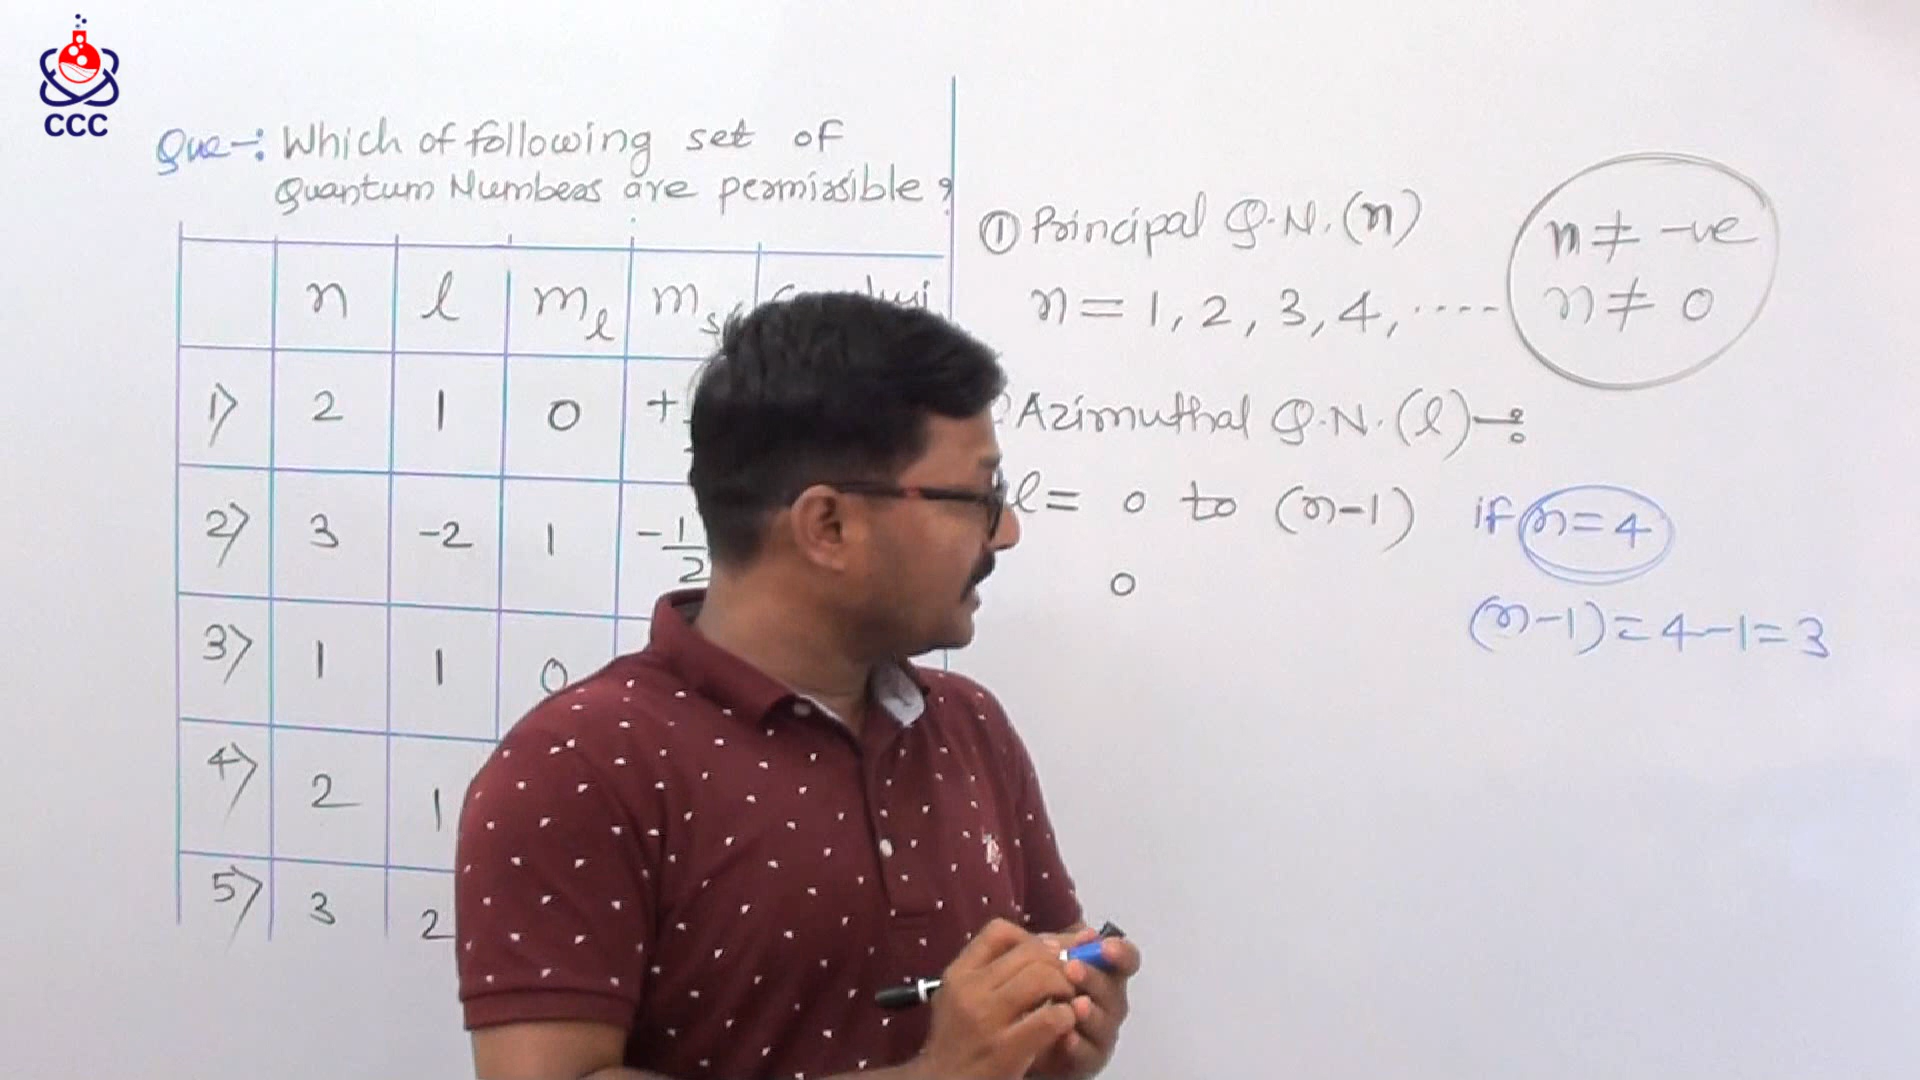 CCC
Que-: Which of following set of
Quantum Numbers are permissible ?
n l m_l m_s
1) 2 1 0 +
2) 3 -2 1 -1/2
3) 1 1 0
4) 2 1
5) 3 2
① Principal Q.N. (n)
n = 1, 2, 3, 4, ....
n ≠ -ve
n ≠ 0
Azimuthal Q.N. (l) -:
l = 0 to (n-1) if n = 4
0
(n-1) = 4-1 = 3